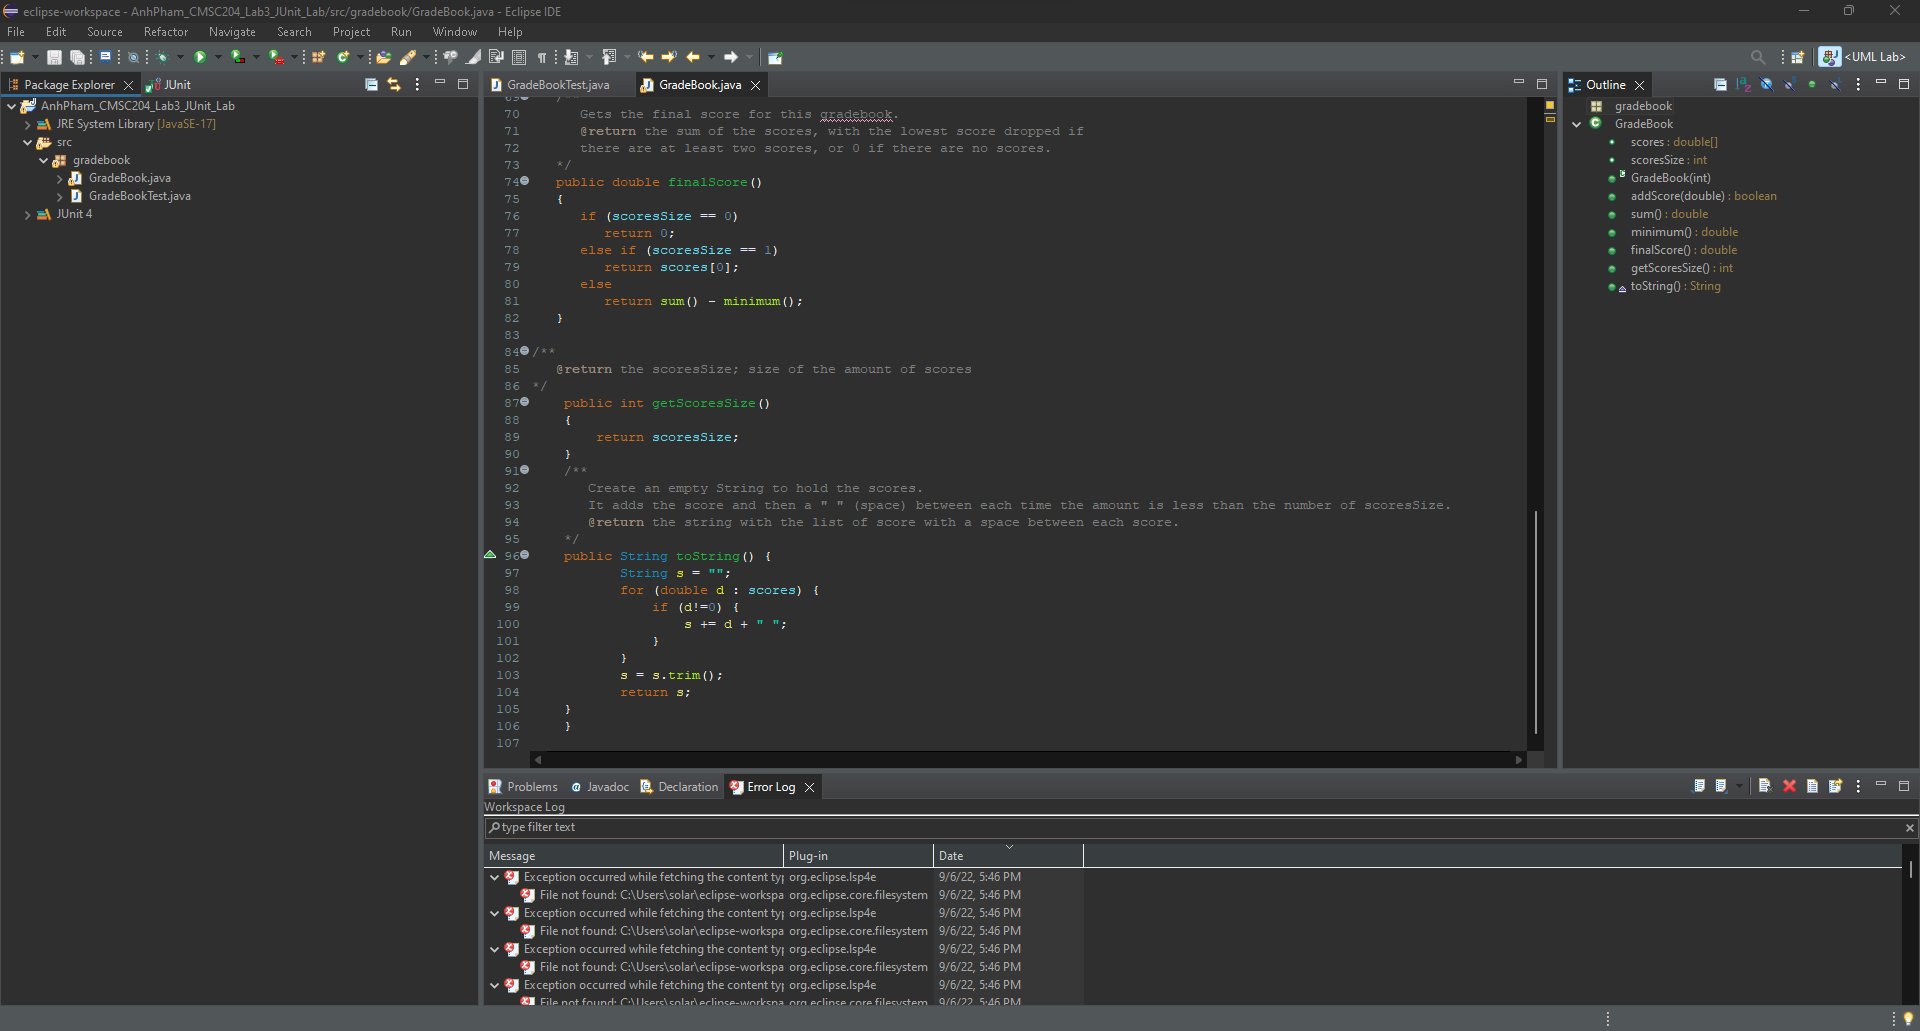 eclipse-workspace - AnhPham_CMSC204_Lab3_JUnit_Lab/src/gradebook/GradeBook.java - Eclipse IDE
File Edit Source Refactor Navigate Search Project Run Window Help
<UML Lab>
Package Explorer JUnit
AnhPham_CMSC204_Lab3_JUnit_Lab
JRE System Library [JavaSE-17]
src
gradebook
GradeBook.java
GradeBookTest.java
JUnit 4
GradeBookTest.java GradeBook.java
69
70 Gets the final score for this gradebook.
71 @return the sum of the scores, with the lowest score dropped if
72 there are at least two scores, or 0 if there are no scores.
73 */
74 public double finalScore()
75 {
76 if (scoresSize == 0)
77 return 0;
78 else if (scoresSize == 1)
79 return scores[0];
80 else
81 return sum() - minimum();
82 }
83
84 /**
85 @return the scoresSize; size of the amount of scores
86 */
87 public int getScoresSize()
88 {
89 return scoresSize;
90 }
91 /**
92 Create an empty String to hold the scores.
93 It adds the score and then a " " (space) between each time the amount is less than the number of scoresSize.
94 @return the string with the list of score with a space between each score.
95 */
96 public String toString() {
97 String s = "";
98 for (double d : scores) {
99 if (d!=0) {
100 s += d + " ";
101 }
102 }
103 s = s.trim();
104 return s;
105 }
106 }
107
Outline
gradebook
GradeBook
scores : double[]
scoresSize : int
GradeBook(int)
addScore(double) : boolean
sum() : double
minimum() : double
finalScore() : double
getScoresSize() : int
toString() : String
Problems Javadoc Declaration Error Log
Workspace Log
type filter text
Message Plug-in Date
Exception occurred while fetching the content typ org.eclipse.lsp4e 9/6/22, 5:46 PM
File not found: C:\Users\solar\eclipse-workspa org.eclipse.core.filesystem 9/6/22, 5:46 PM
Exception occurred while fetching the content typ org.eclipse.lsp4e 9/6/22, 5:46 PM
File not found: C:\Users\solar\eclipse-workspa org.eclipse.core.filesystem 9/6/22, 5:46 PM
Exception occurred while fetching the content typ org.eclipse.lsp4e 9/6/22, 5:46 PM
File not found: C:\Users\solar\eclipse-workspa org.eclipse.core.filesystem 9/6/22, 5:46 PM
Exception occurred while fetching the content typ org.eclipse.lsp4e 9/6/22, 5:46 PM
File not found: C:\Users\solar\eclipse-workspa org.eclipse.core.filesystem 9/6/22, 5:46 PM